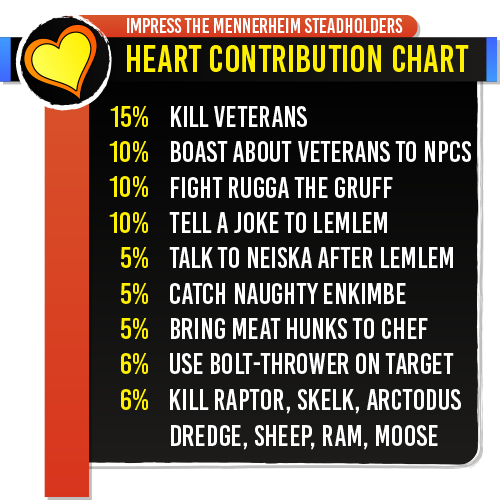 IMPRESS THE MENNERHEIM STEADHOLDERS
HEART CONTRIBUTION CHART
15% KILL VETERANS
10% BOAST ABOUT VETERANS TO NPCS
10% FIGHT RUGGA THE GRUFF
10% TELL A JOKE TO LEMLEM
5% TALK TO NEISKA AFTER LEMLEM
5% CATCH NAUGHTY ENKIMBE
5% BRING MEAT HUNKS TO CHEF
6% USE BOLT-THROWER ON TARGET
6% KILL RAPTOR, SKELK, ARCTODUS
DREDGE, SHEEP, RAM, MOOSE